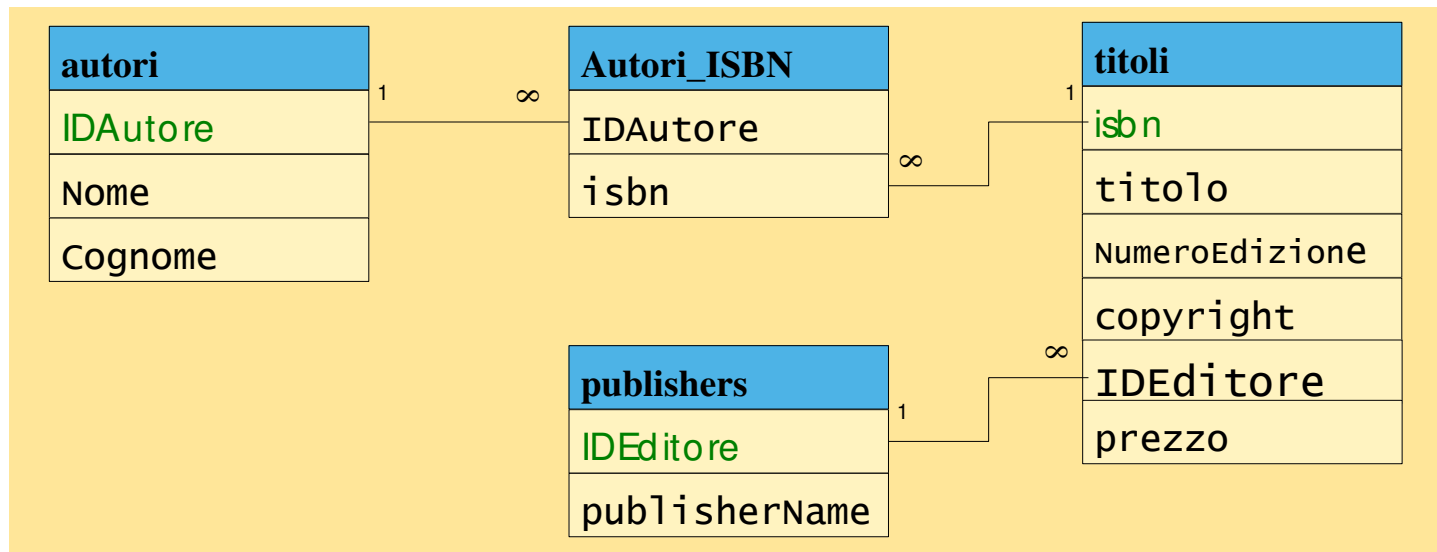 autori
IDAutore
Nome
Cognome
1
∞
Autori_ISBN
IDAutore
isbn
∞
1
titoli
isbn
titolo
NumeroEdizione
copyright
IDEditore
prezzo
∞
1
publishers
IDEditore
publisherName